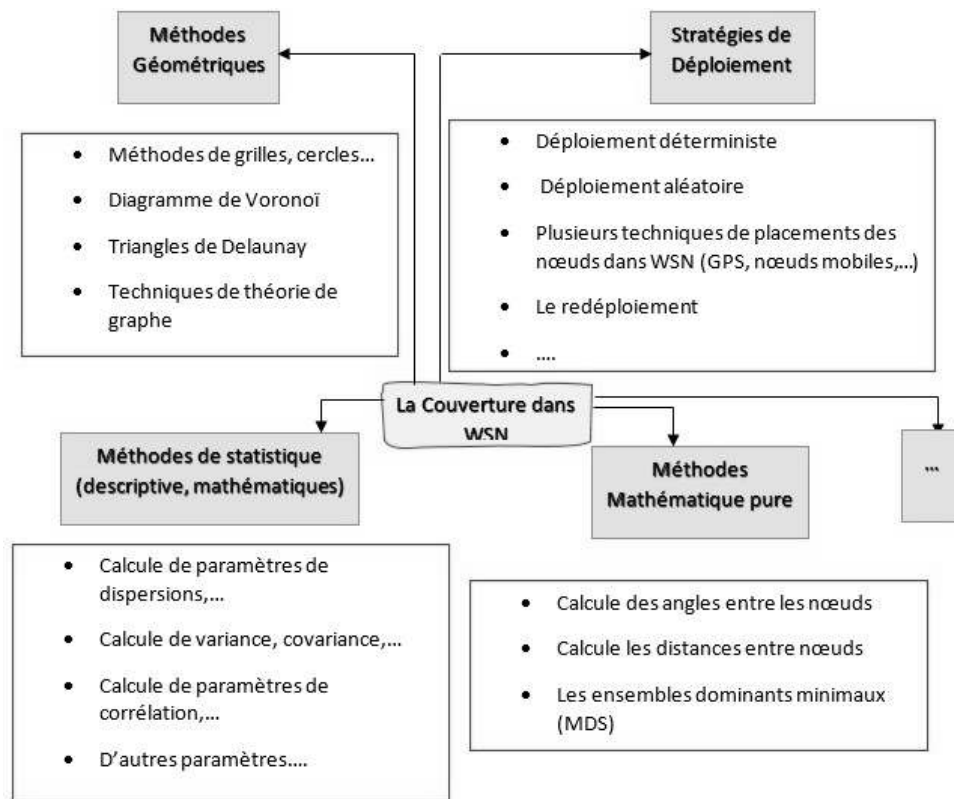 Méthodes
Géométriques
Stratégies de
Déploiement
• Méthodes de grilles, cercles...
• Diagramme de Voronoï
• Triangles de Delaunay
• Techniques de théorie de
graphe
• Déploiement déterministe
• Déploiement aléatoire
• Plusieurs techniques de placements des
nœuds dans WSN (GPS, nœuds mobiles,...)
• Le redéploiement
• ....
La Couverture dans
WSN
Méthodes de statistique
(descriptive, mathématiques)
Méthodes
Mathématique pure
...
• Calcule de paramètres de
dispersions,...
• Calcule de variance, covariance,...
• Calcule de paramètres de
corrélation,...
• D'autres paramètres....
• Calcule des angles entre les nœuds
• Calcule les distances entre nœuds
• Les ensembles dominants minimaux
(MDS)